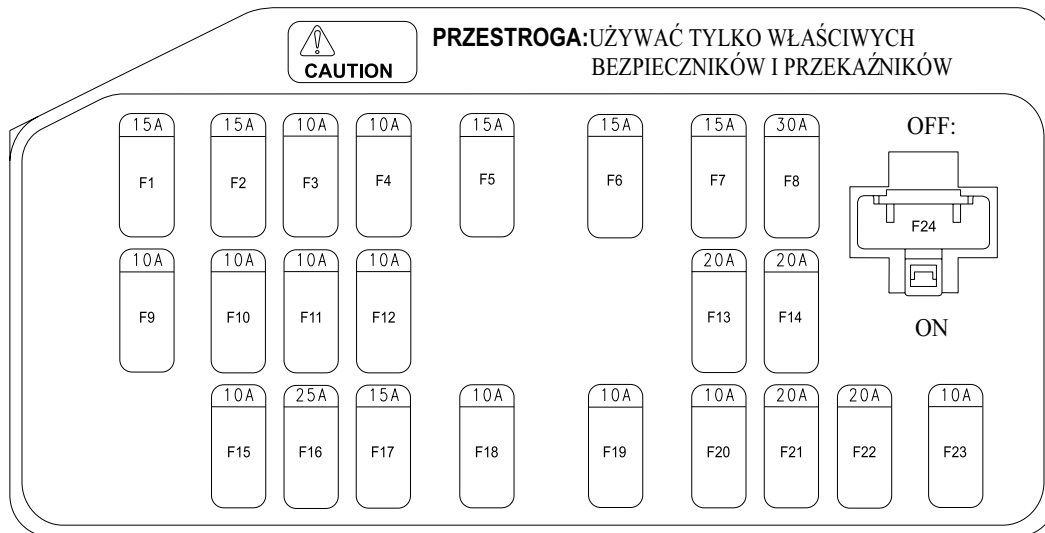 CAUTION
PRZESTROGA:UŻYWAĆ TYLKO WŁAŚCIWYCH
BEZPIECZNIKÓW I PRZEKAŹNIKÓW
15A 15A 10A 10A 15A 15A 15A 30A OFF:
F1 F2 F3 F4 F5 F6 F7 F8
F24
10A 10A 10A 10A 20A 20A
F9 F10 F11 F12 F13 F14
ON
10A 25A 15A 10A 10A 10A 20A 20A 10A
F15 F16 F17 F18 F19 F20 F21 F22 F23